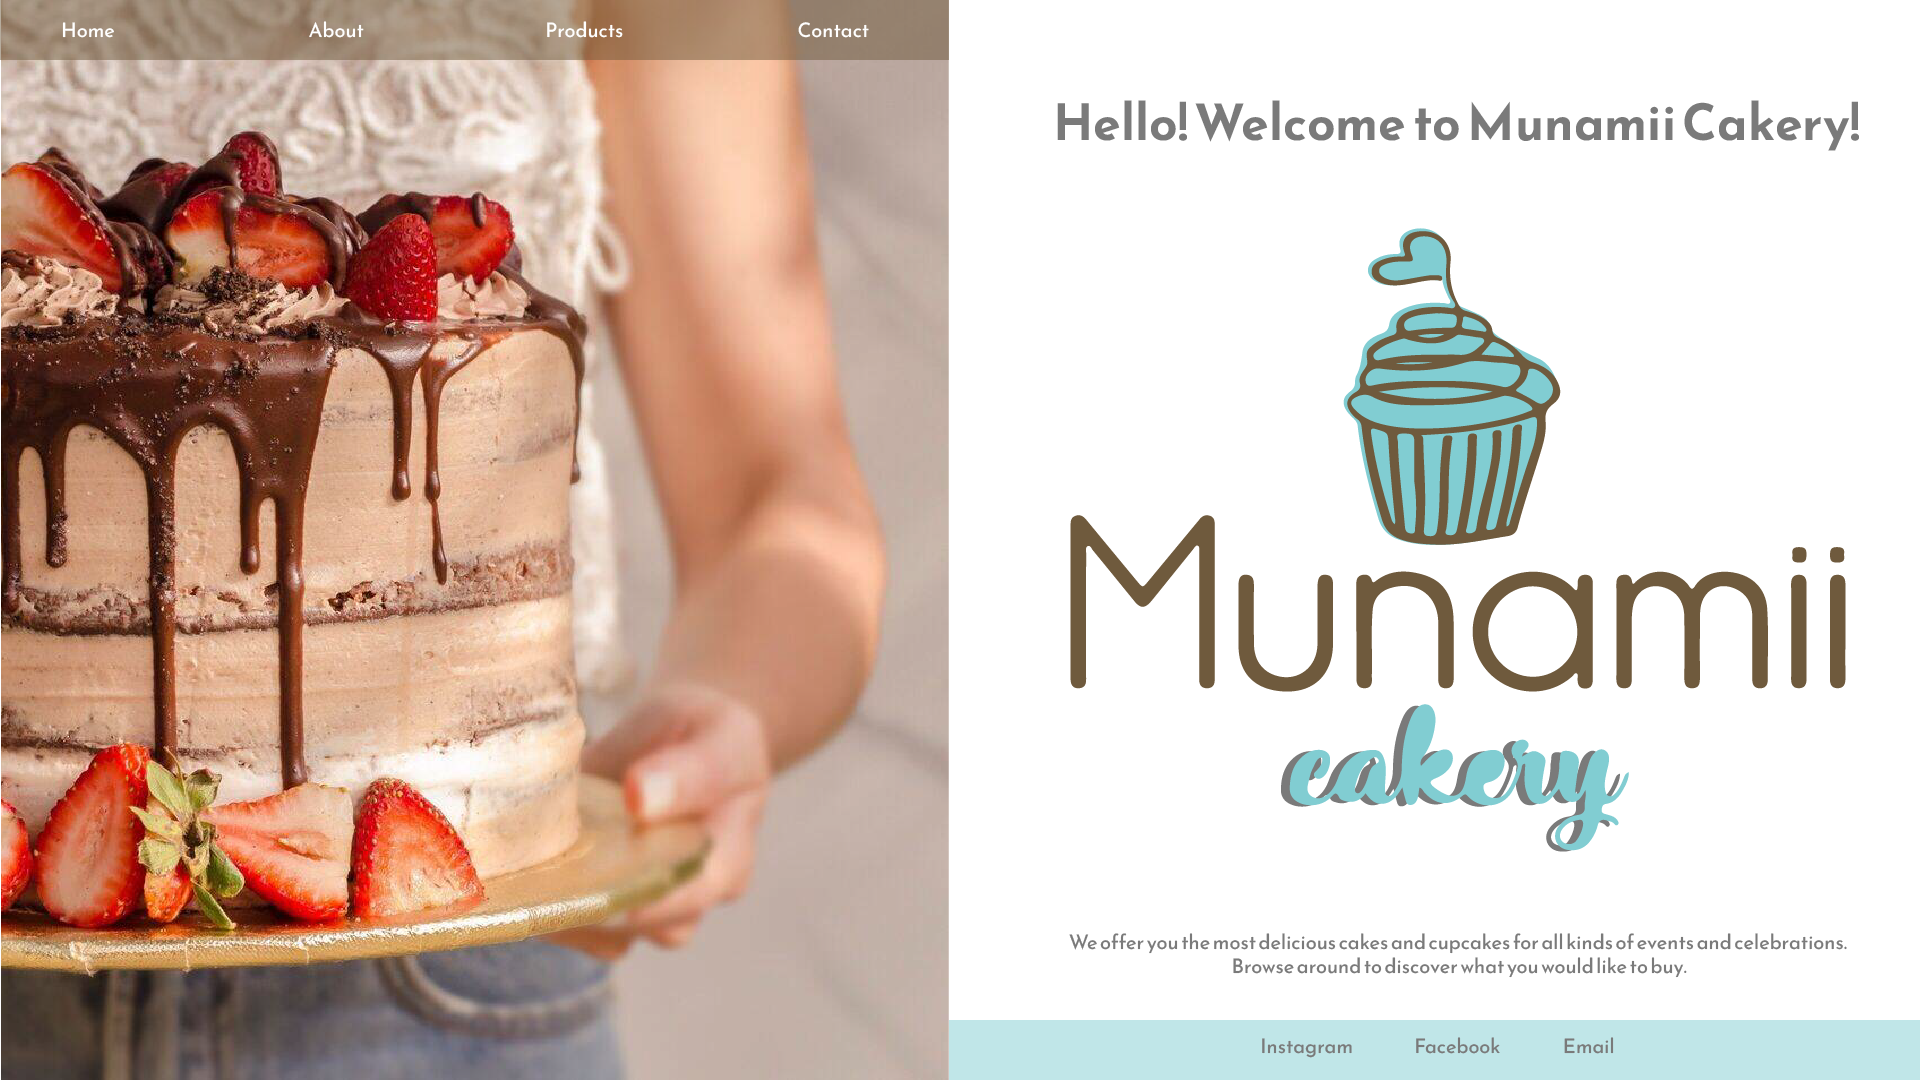 Home
About
Products
Contact
Hello! Welcome to Munamii Cakery!
Munamii
cakery
We offer you the most delicious cakes and cupcakes for all kinds of events and celebrations.
Browse around to discover what you would like to buy.
Instagram
Facebook
Email